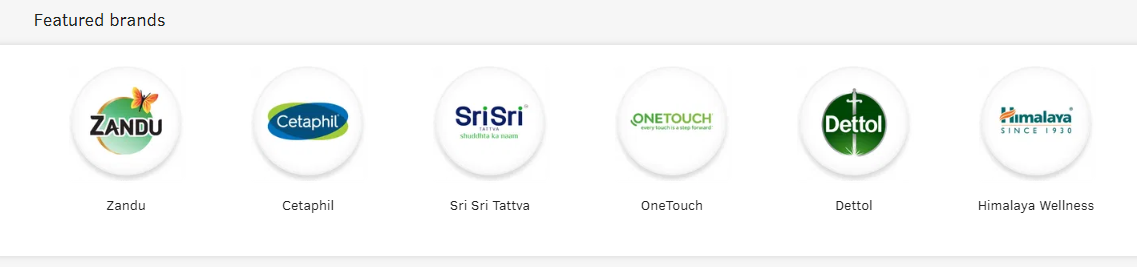 Featured brands
ZANDU
Cetaphil
SriSri
TATTVA
shuddhta ka naam
ONETOUCH
every touch is a step forward
Dettol
Himalaya
SINCE 1930
Zandu
Cetaphil
Sri Sri Tattva
OneTouch
Dettol
Himalaya Wellness